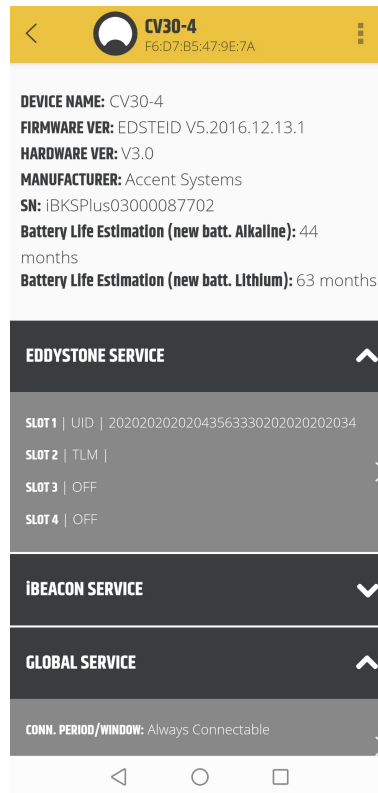 CV30-4
F6:D7:B5:47:9E:7A
DEVICE NAME: CV30-4
FIRMWARE VER: EDSTEID V5.2016.12.13.1
HARDWARE VER: V3.0
MANUFACTURER: Accent Systems
SN: iBKSPlus03000087702
Battery Life Estimation (new batt. Alkaline): 44
months
Battery Life Estimation (new batt. Lithium): 63 months
EDDYSTONE SERVICE
SLOT 1 | UID | 20202020202043563330202020202034
SLOT 2 | TLM |
SLOT 3 | OFF
SLOT 4 | OFF
iBEACON SERVICE
GLOBAL SERVICE
CONN. PERIOD/WINDOW: Always Connectable